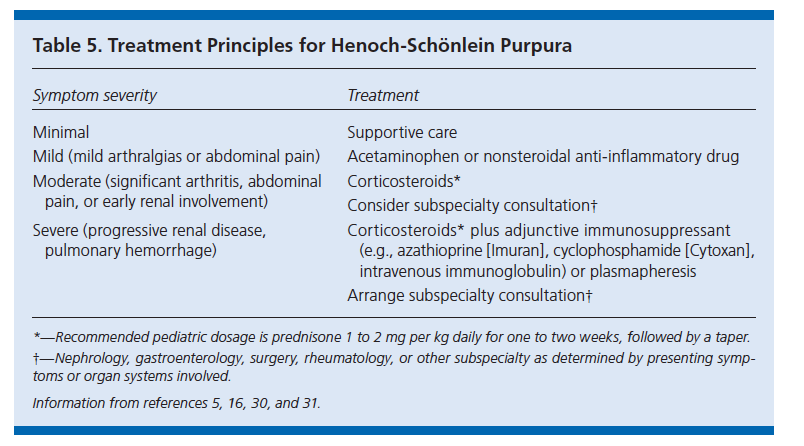 Table 5. Treatment Principles for Henoch-Schönlein Purpura
Symptom severity Treatment
Minimal Supportive care
Mild (mild arthralgias or abdominal pain) Acetaminophen or nonsteroidal anti-inflammatory drug
Moderate (significant arthritis, abdominal Corticosteroids*
pain, or early renal involvement) Consider subspecialty consultation†
Severe (progressive renal disease, Corticosteroids* plus adjunctive immunosuppressant
pulmonary hemorrhage) (e.g., azathioprine [Imuran], cyclophosphamide [Cytoxan],
intravenous immunoglobulin) or plasmapheresis
Arrange subspecialty consultation†
*—Recommended pediatric dosage is prednisone 1 to 2 mg per kg daily for one to two weeks, followed by a taper.
†—Nephrology, gastroenterology, surgery, rheumatology, or other subspecialty as determined by presenting symp-
toms or organ systems involved.
Information from references 5, 16, 30, and 31.